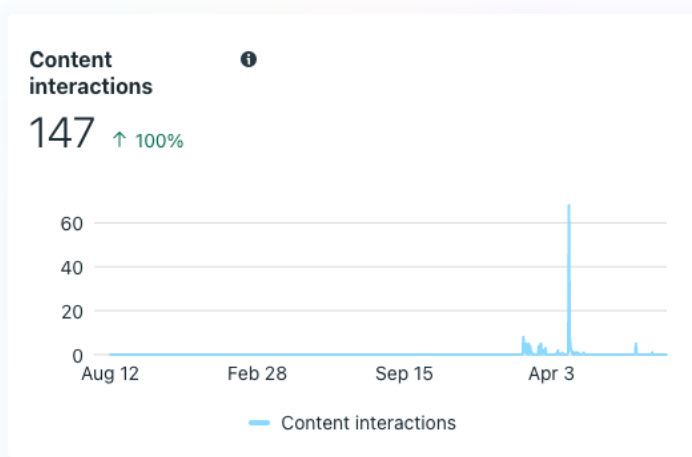 Content
interactions
147 ↑ 100%
60
40
20
0
Aug 12 Feb 28 Sep 15 Apr 3
Content interactions